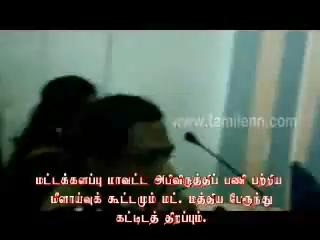 www.tamilenn.com
மட்டக்களப்பு மாவட்ட அபிவிருத்திப் பணி பற்றிய
மீளாய்வுக் கூட்டமும் மட். மத்திய பேரூந்து
கட்டிடத் திறப்பும்.